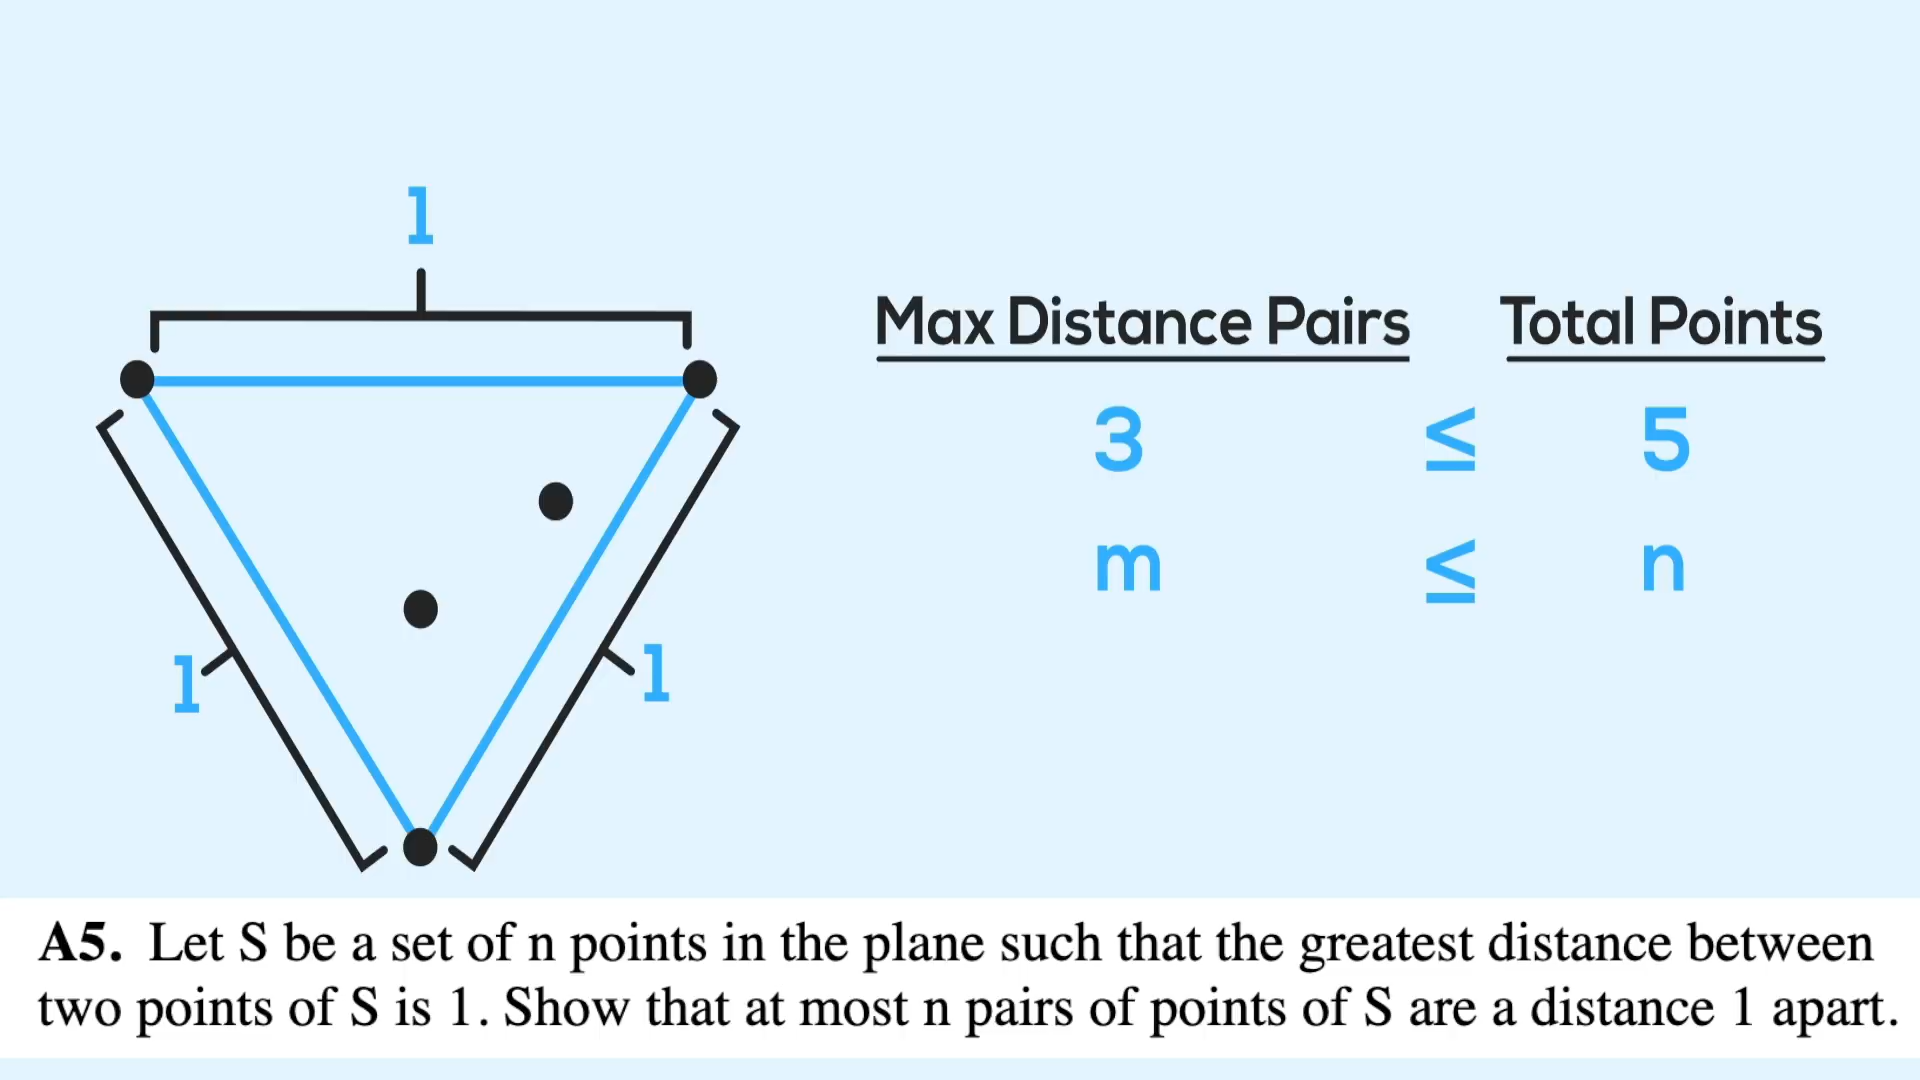 1
Max Distance Pairs Total Points
3 ≤ 5
m ≤ n
1 1
A5. Let S be a set of n points in the plane such that the greatest distance between
two points of S is 1. Show that at most n pairs of points of S are a distance 1 apart.